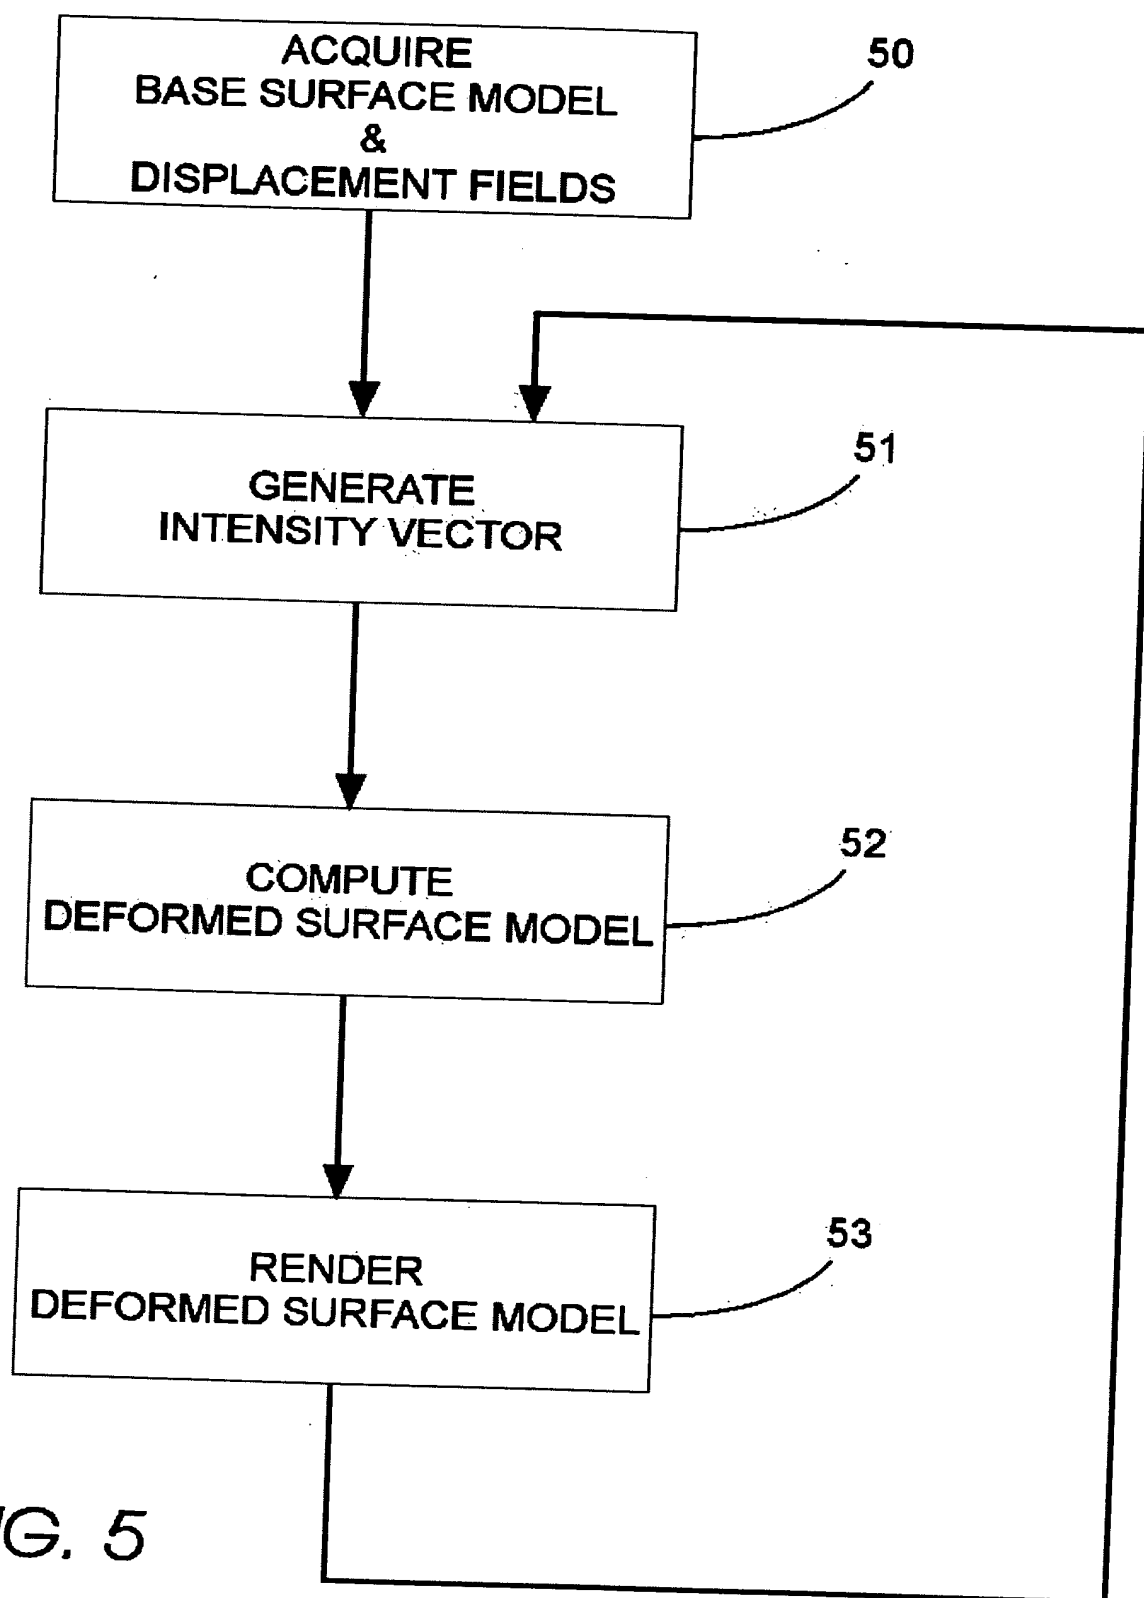 ACQUIRE
BASE SURFACE MODEL
&
DISPLACEMENT FIELDS
50
GENERATE
INTENSITY VECTOR
51
COMPUTE
DEFORMED SURFACE MODEL
52
RENDER
DEFORMED SURFACE MODEL
53
G. 5